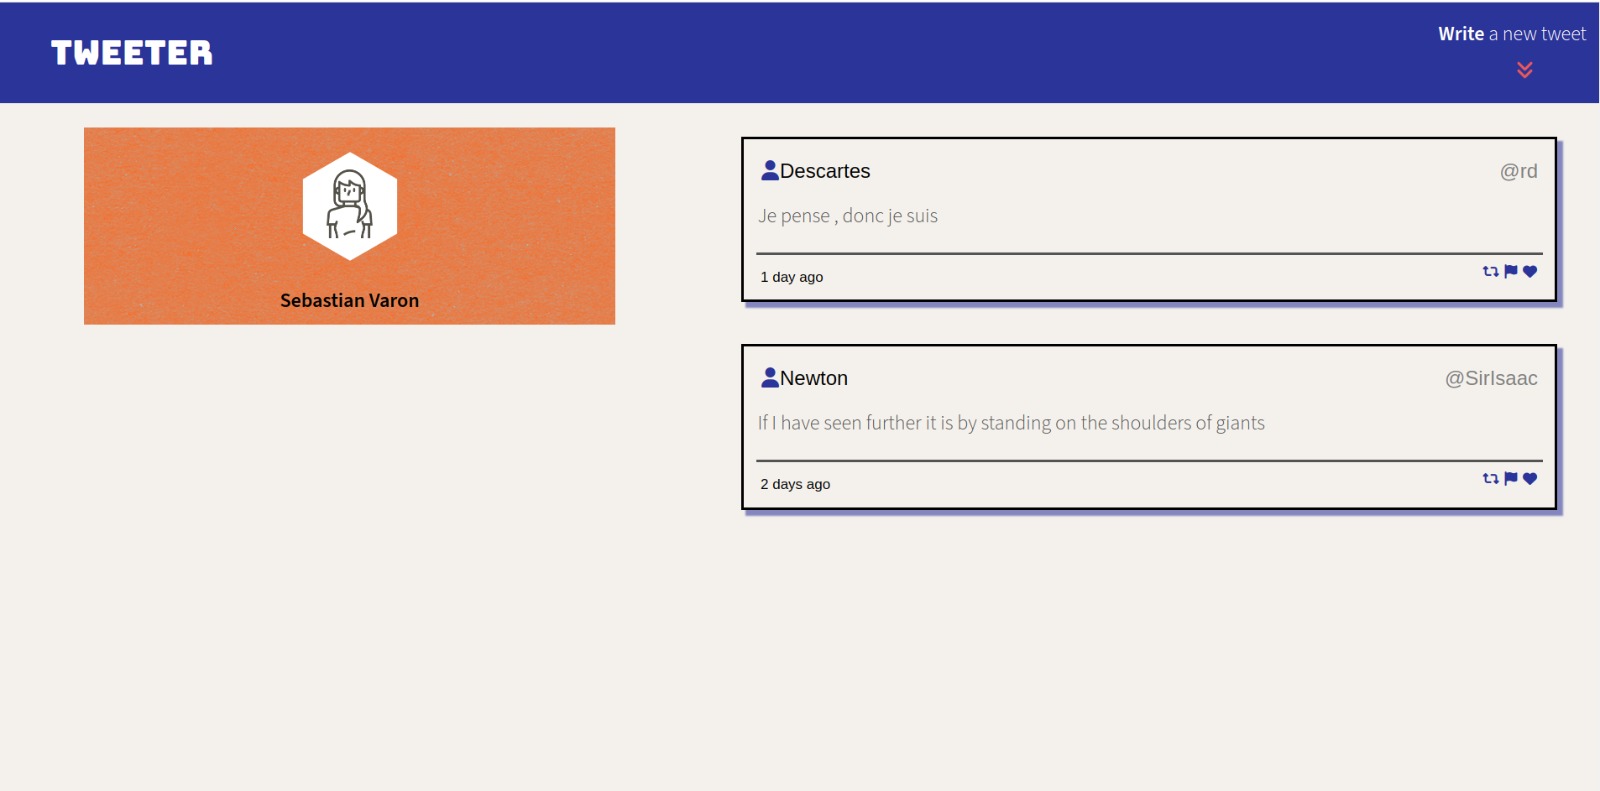 TWEETER
Write a new tweet
Sebastian Varon
Descartes @rd
Je pense , donc je suis
1 day ago
Newton @SirIsaac
If I have seen further it is by standing on the shoulders of giants
2 days ago